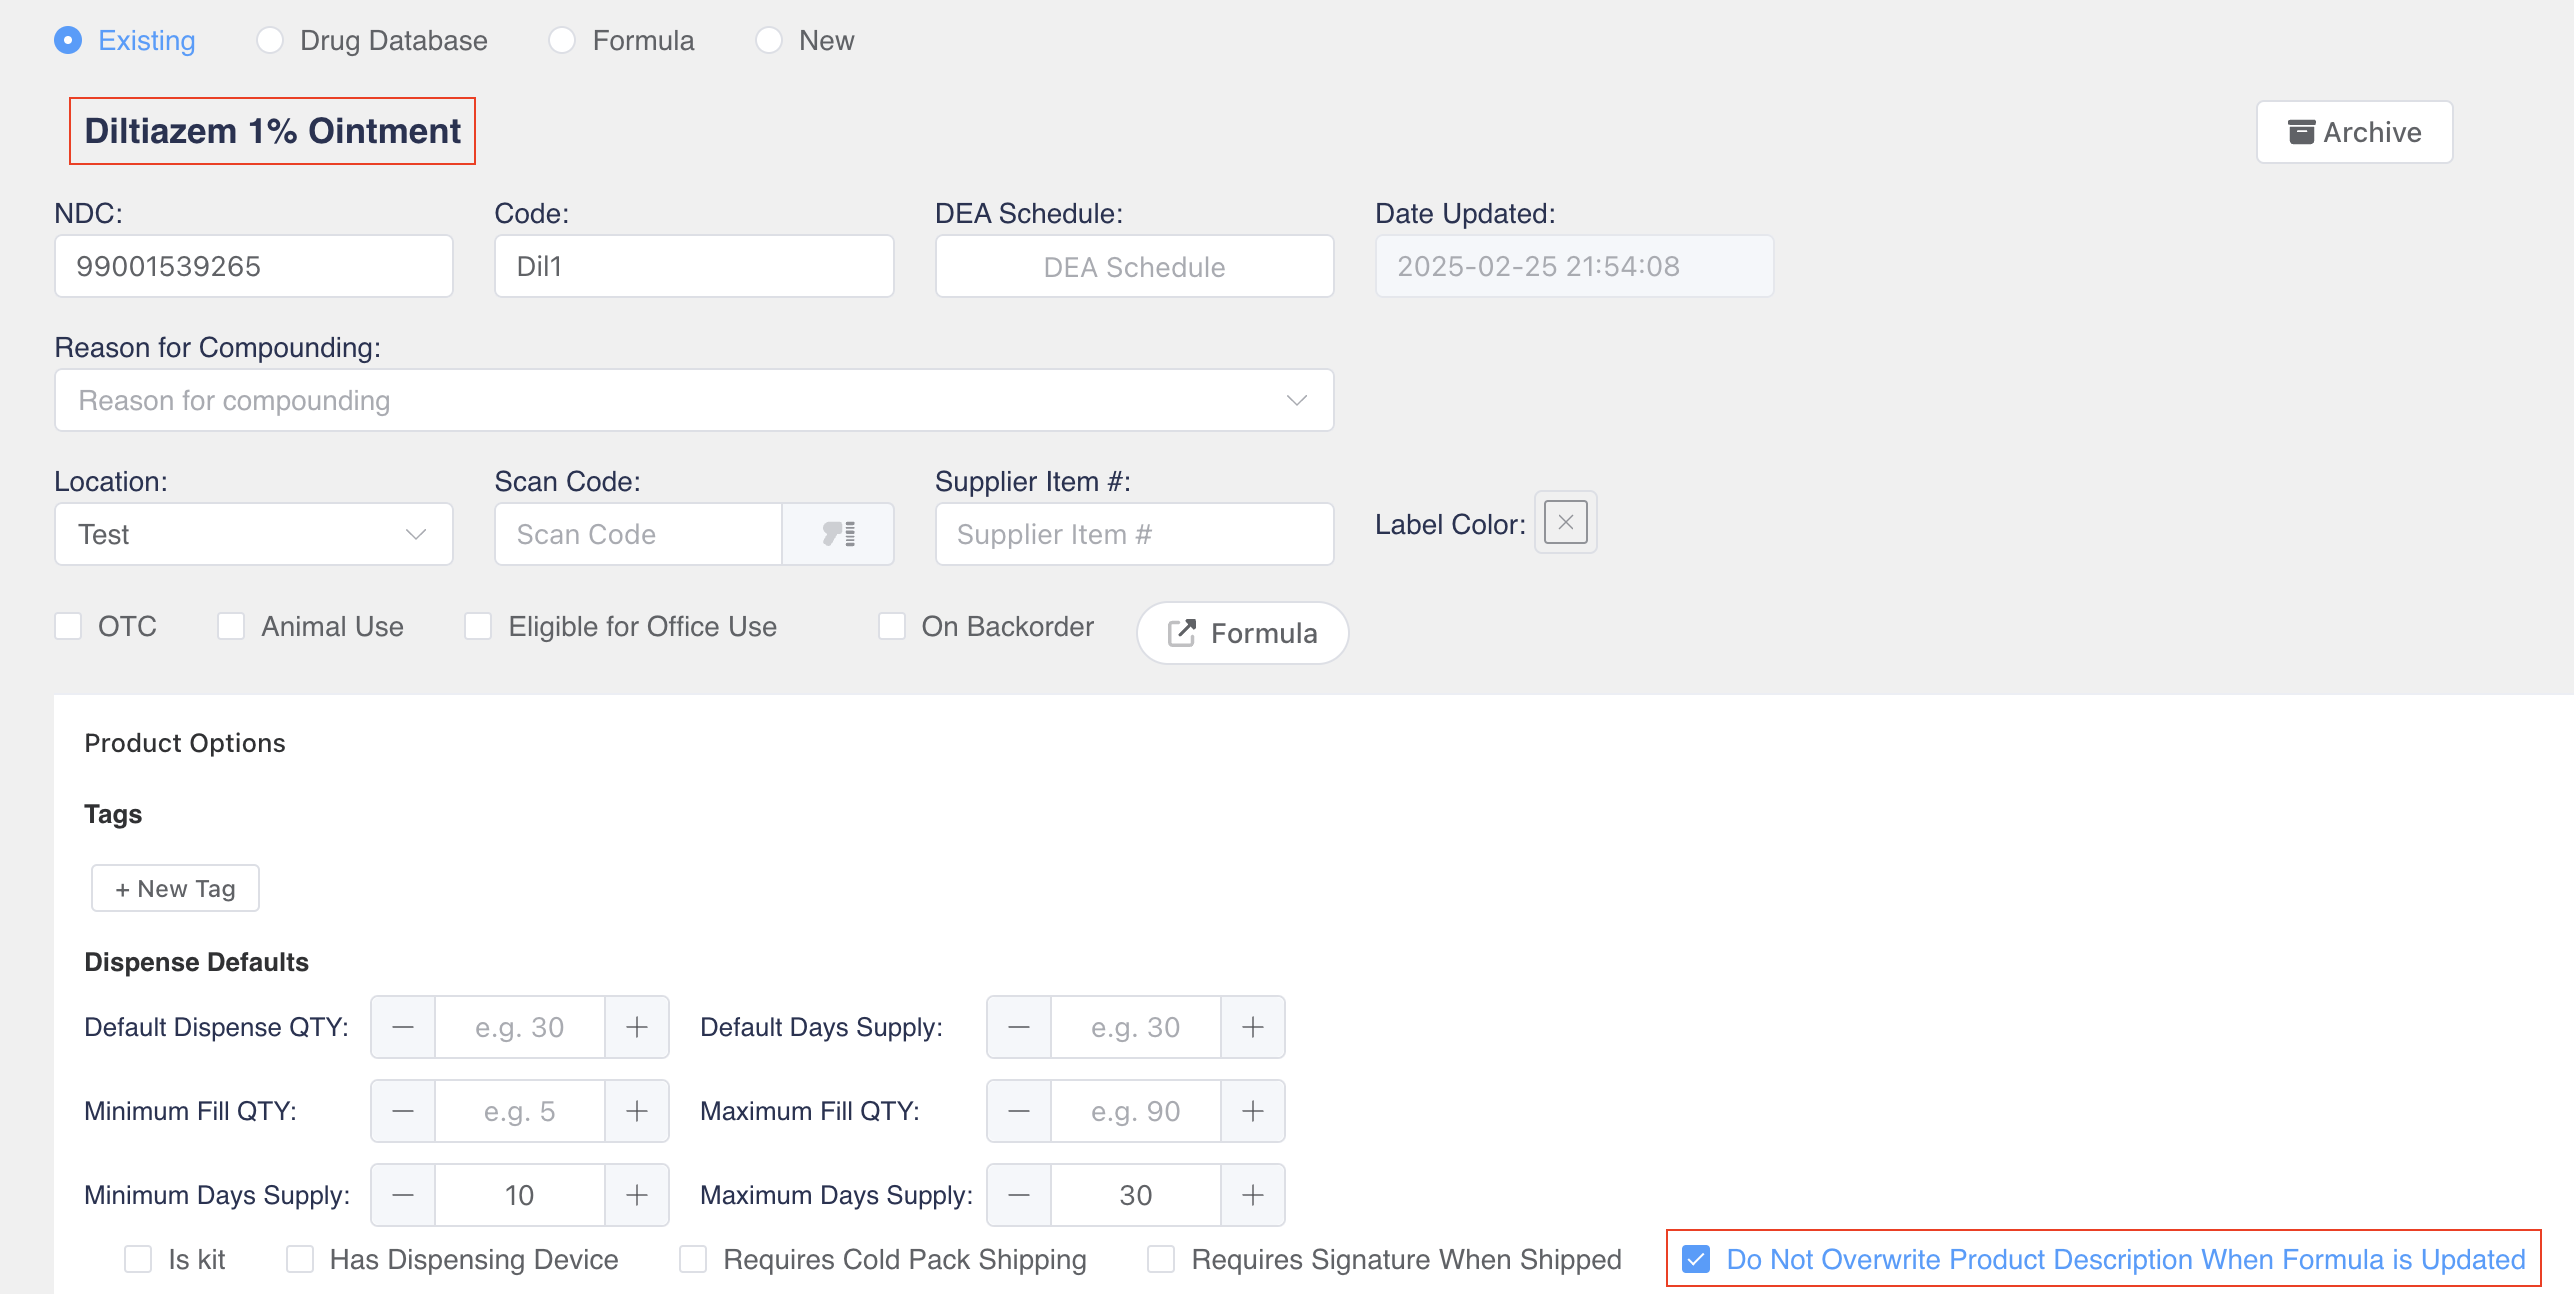 Existing Drug Database Formula New
Diltiazem 1% Ointment
Archive
NDC: Code: DEA Schedule: Date Updated:
99001539265 Dil1 DEA Schedule 2025-02-25 21:54:08
Reason for Compounding:
Reason for compounding
Location: Scan Code: Supplier Item #:
Test Scan Code Supplier Item # Label Color:
OTC Animal Use Eligible for Office Use On Backorder Formula
Product Options
Tags
+ New Tag
Dispense Defaults
Default Dispense QTY: e.g. 30 Default Days Supply: e.g. 30
Minimum Fill QTY: e.g. 5 Maximum Fill QTY: e.g. 90
Minimum Days Supply: 10 Maximum Days Supply: 30
Is kit Has Dispensing Device Requires Cold Pack Shipping Requires Signature When Shipped Do Not Overwrite Product Description When Formula is Updated